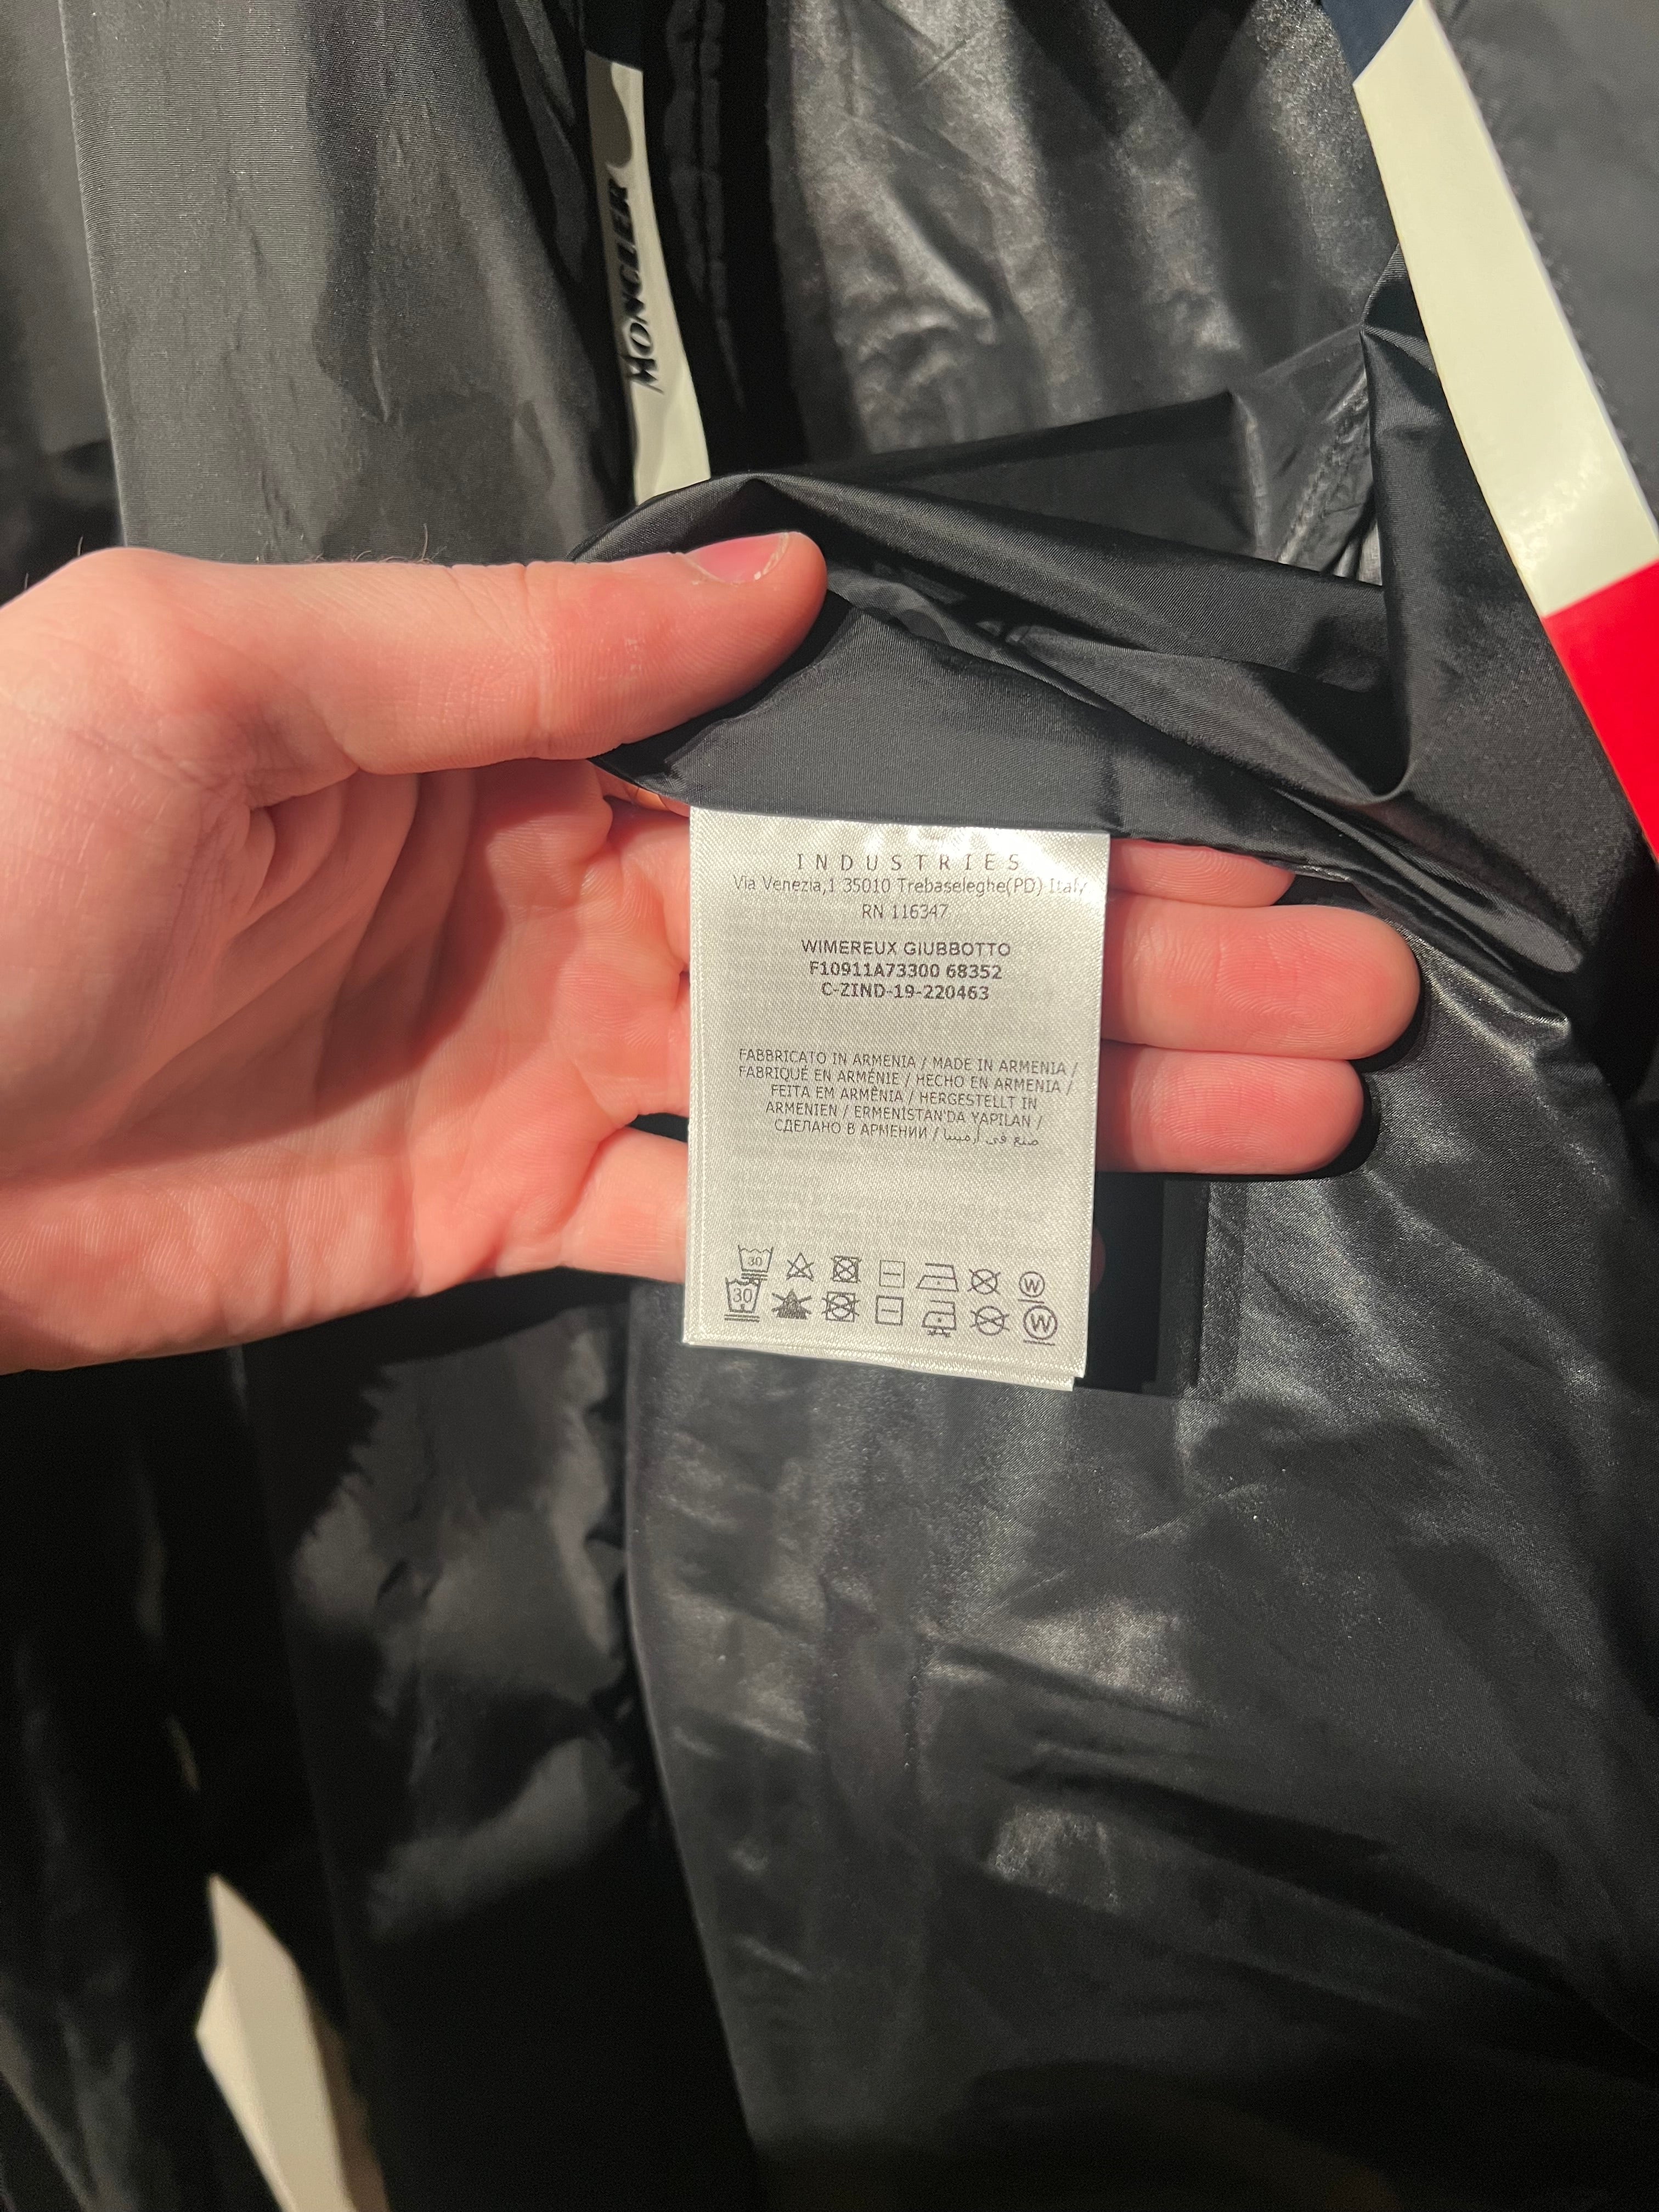 MONCLER
INDUSTRIES
Via Venezia,1 35010 Trebaseleghe(PD) Italy
RN 116347
WIMEREUX GIUBBOTTO
F10911A73300 68352
C-ZIND-19-220463
FABBRICATO IN ARMENIA / MADE IN ARMENIA /
FABRIQUÉ EN ARMÉNIE / HECHO EN ARMENIA /
FEITA EM ARMÊNIA / HERGESTELLT IN
ARMENIEN / ERMENİSTAN'DA YAPILAN /
СДЕЛАНО В АРМЕНИИ / صنع في أرمينيا
30 W
30 W